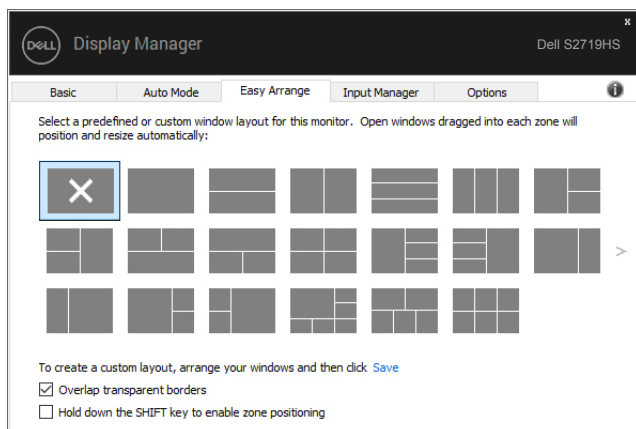 x
DELL Display Manager Dell S2719HS
Basic Auto Mode Easy Arrange Input Manager Options i
Select a predefined or custom window layout for this monitor. Open windows dragged into each zone will
position and resize automatically:
To create a custom layout, arrange your windows and then click Save
Overlap transparent borders
Hold down the SHIFT key to enable zone positioning